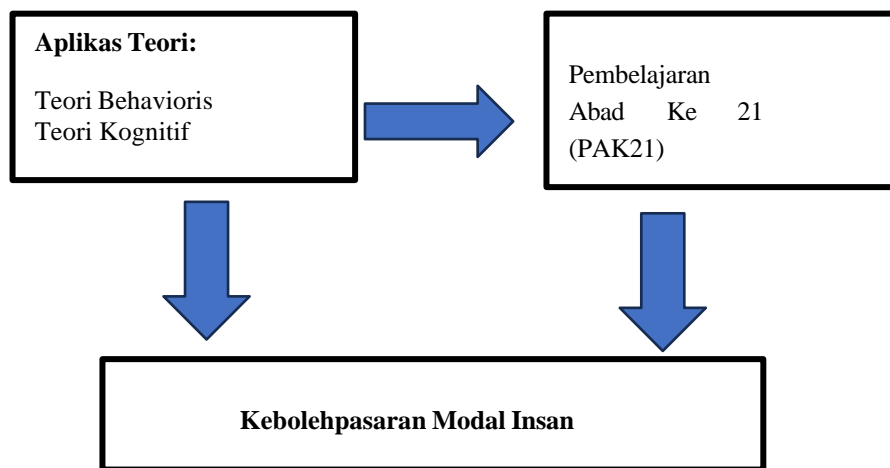 Aplikas Teori:
Teori Behavioris
Teori Kognitif
Pembelajaran
Abad Ke 21
(PAK21)
Kebolehpasaran Modal Insan